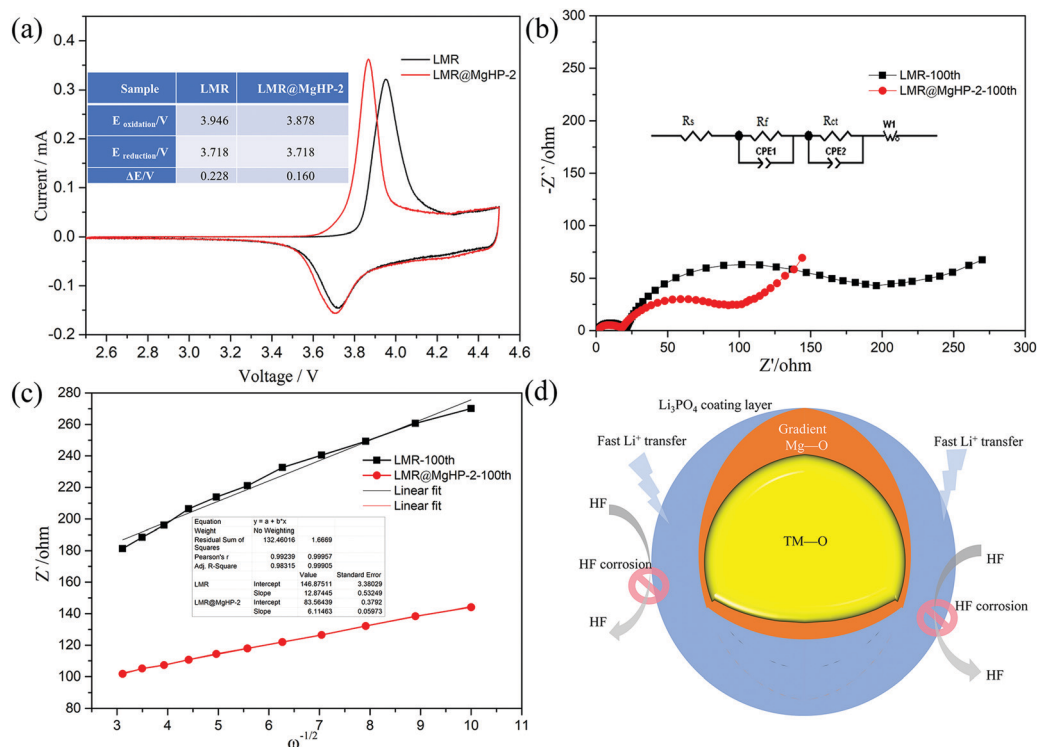 (a)
0.4
0.3
0.2
0.1
0.0
-0.1
-0.2
Current / mA
LMR
LMR@MgHP-2
Sample LMR LMR@MgHP-2
E oxidation/V 3.946 3.878
E reduction/V 3.718 3.718
ΔE/V 0.228 0.160
2.6 2.8 3.0 3.2 3.4 3.6 3.8 4.0 4.2 4.4 4.6
Voltage / V
(b)
300
250
200
150
100
50
0
-Z``/ohm
LMR-100th
LMR@MgHP-2-100th
Rs Rf Rct W1
CPE1 CPE2
0 50 100 150 200 250 300
Z'/ohm
(c)
280
260
240
220
200
180
160
140
120
100
80
Z`/ohm
LMR-100th
LMR@MgHP-2-100th
Linear fit
Linear fit
Equation y = a + b*x
Weight No Weighting
Residual Sum of Squares 132.46016 1.6669
Pearson's r 0.99239 0.99957
Adj. R-Square 0.98315 0.99905
Value Standard Error
LMR Intercept 146.87511 3.38029
Slope 12.87445 0.53249
LMR@MgHP-2 Intercept 83.56439 0.3792
Slope 6.11463 0.05973
3 4 5 6 7 8 9 10
ω-1/2
(d)
Li3PO4 coating layer
Gradient
Mg—O
Fast Li+ transfer
Fast Li+ transfer
HF
HF
TM—O
HF corrosion
HF corrosion
HF
HF